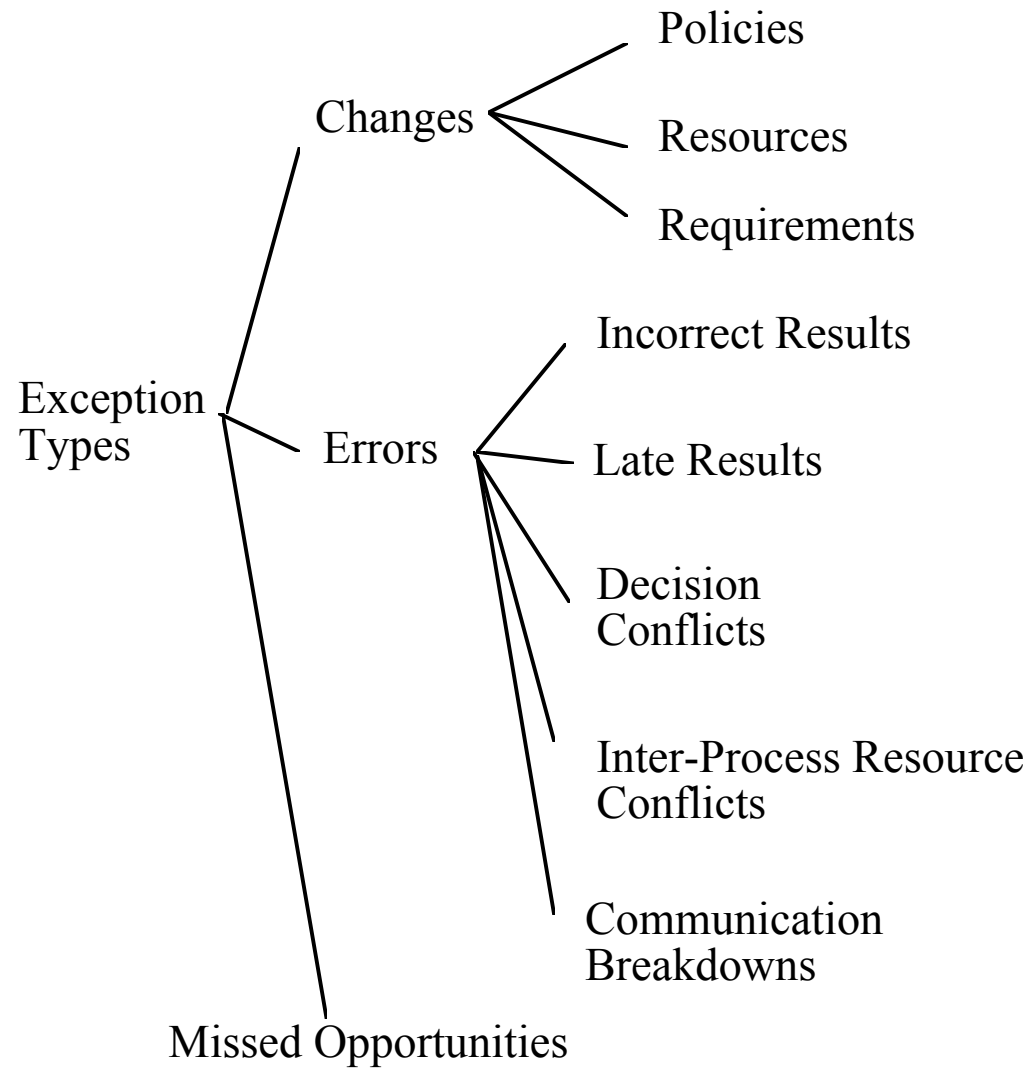 Policies
Changes
Resources
Requirements
Incorrect Results
Exception
Types
Errors
Late Results
Decision
Conflicts
Inter-Process Resource
Conflicts
Communication
Breakdowns
Missed Opportunities